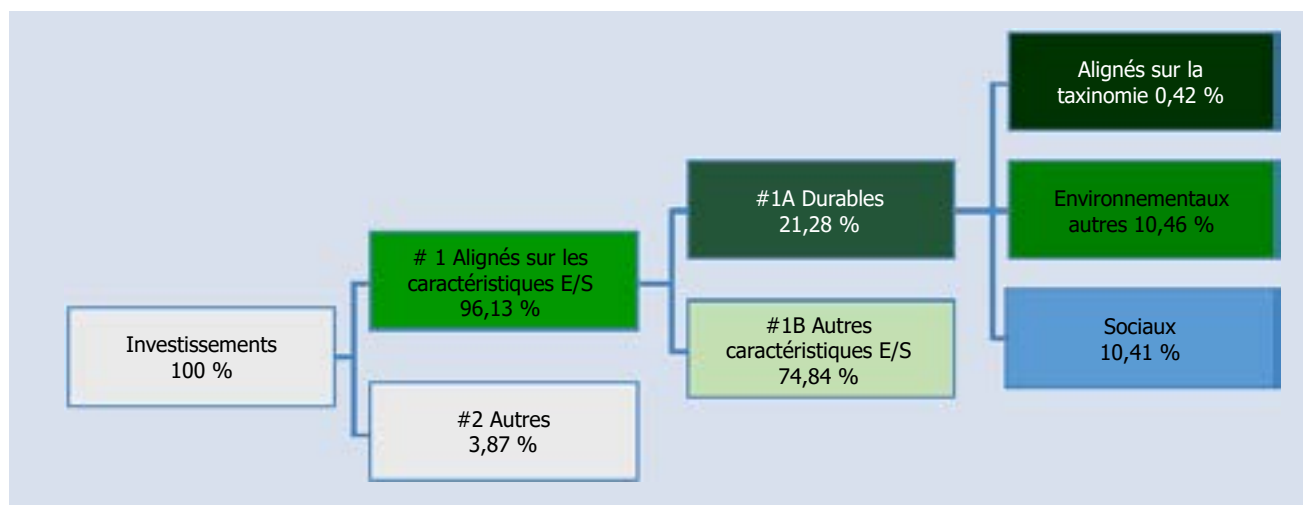 Investissements
100 %
# 1 Alignés sur les
caractéristiques E/S
96,13 %
#2 Autres
3,87 %
#1A Durables
21,28 %
#1B Autres
caractéristiques E/S
74,84 %
Alignés sur la
taxinomie 0,42 %
Environnementaux
autres 10,46 %
Sociaux
10,41 %